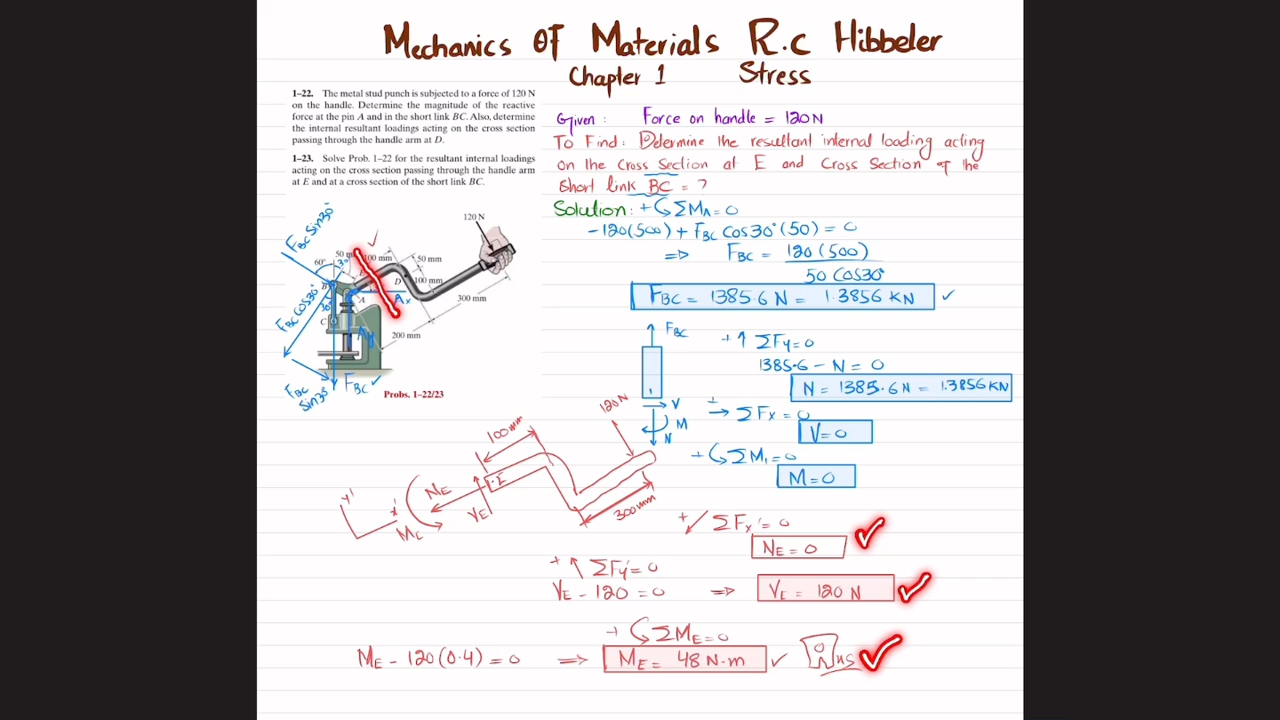 Mechanics Of Materials R.c Hibbeler
Chapter 1 Stress
1–22. The metal stud punch is subjected to a force of 120 N
on the handle. Determine the magnitude of the reactive
force at the pin A and in the short link BC. Also, determine
the internal resultant loadings acting on the cross section
passing through the handle arm at D.
1–23. Solve Prob. 1–22 for the resultant internal loadings
acting on the cross section passing through the handle arm
at E and at a cross section of the short link BC.
Given: Force on handle = 120N
To Find: Determine the resultant internal loading acting
on the Cross Section at E and Cross Section of the
Short link BC = ?
Solution: +↺ΣMA=0
-120(500) + FBC Cos30°(50) = 0
=> FBC = 120(500)
50 Cos30°
FBC = 1385.6 N = 1.3856 KN ✓
FBC Sin30°
120 N
60°
50 mm
100 mm
50 mm
E
D
100 mm
300 mm
B
A
Ax
C
Ay
200 mm
FBC Cos30°
FBC Sin30°
FBC
Probs. 1–22/23
FBC
V
M
N
+↑ ΣFy=0
1385.6 - N = 0
N = 1385.6 N = 1.3856 KN
+→ ΣFx = 0
V=0
+↺ΣM1=0
M=0
100mm
120N
NE
.E
VE
300mm
y'
x'
MC
+↙ ΣFx'=0
NE = 0
+↑ ΣFy'=0
VE - 120 = 0 => VE = 120 N
+↺ΣME=0
ME - 120(0.4) = 0 => ME = 48 N.m ✓